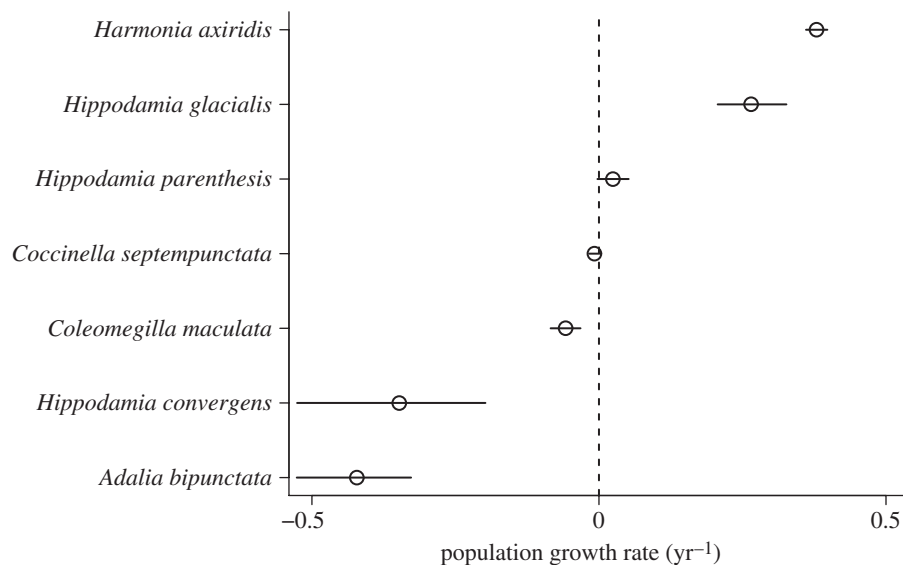 Harmonia axiridis
Hippodamia glacialis
Hippodamia parenthesis
Coccinella septempunctata
Coleomegilla maculata
Hippodamia convergens
Adalia bipunctata
−0.5 0 0.5
population growth rate (yr⁻¹)